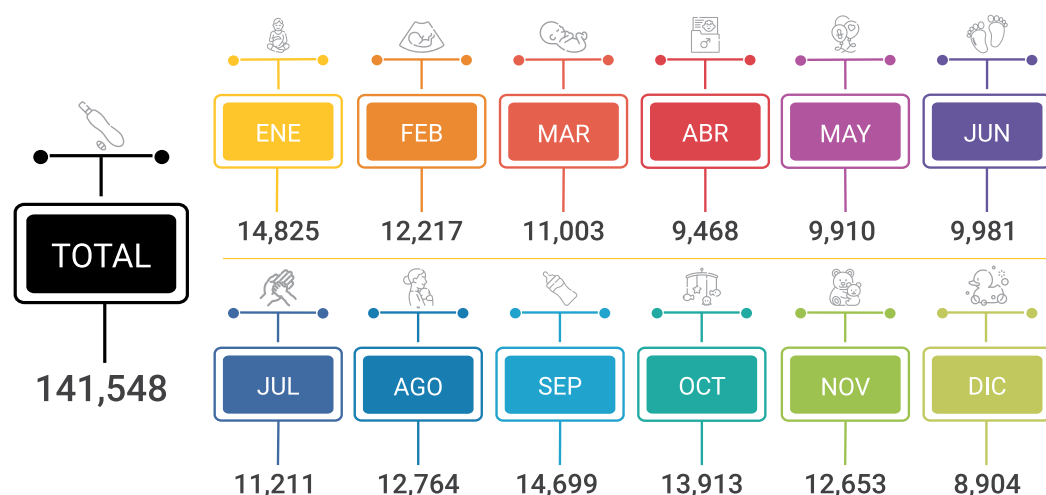 TOTAL
141,548
ENE FEB MAR ABR MAY JUN
14,825 12,217 11,003 9,468 9,910 9,981
JUL AGO SEP OCT NOV DIC
11,211 12,764 14,699 13,913 12,653 8,904